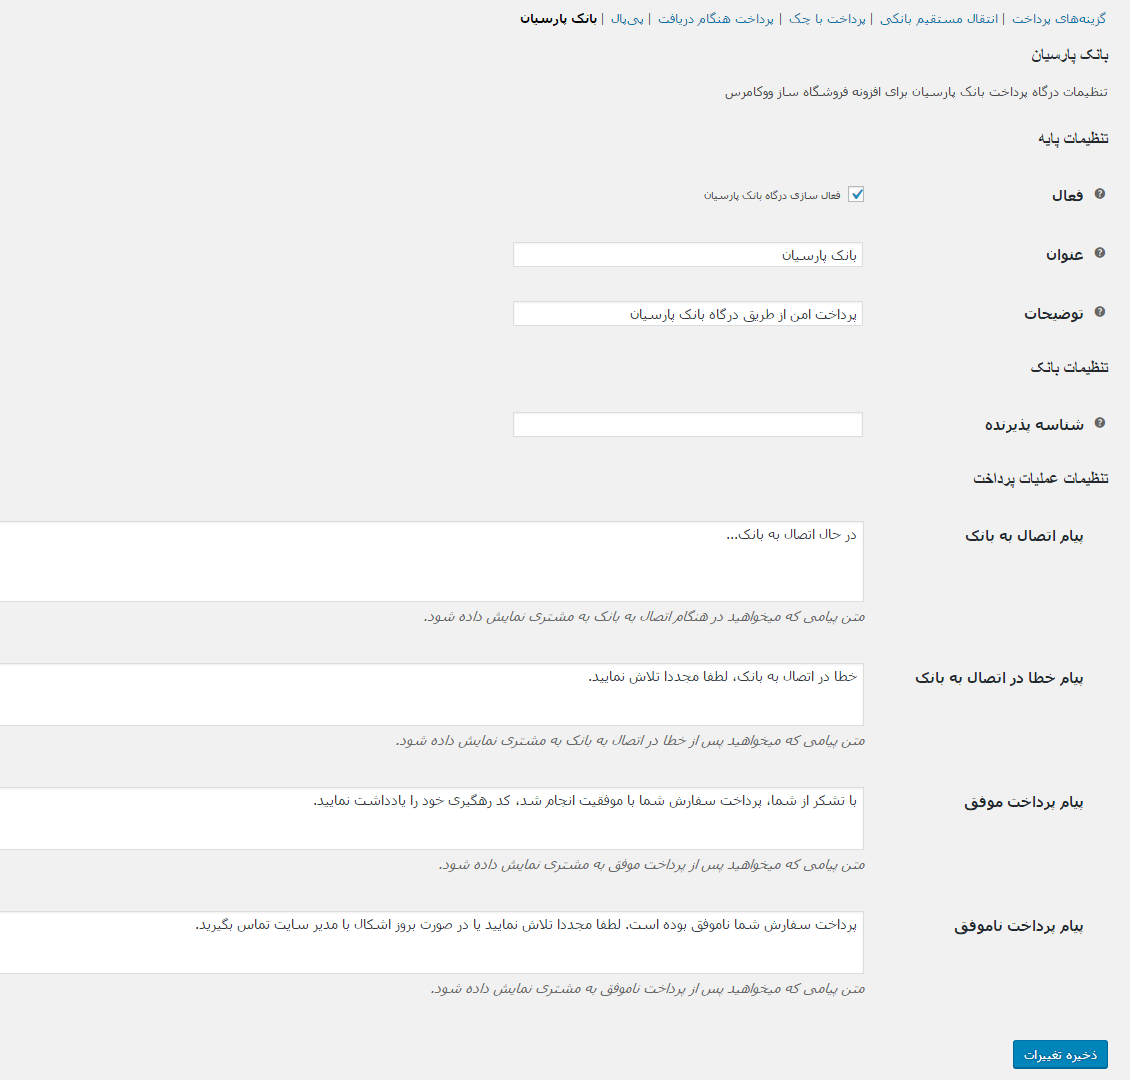 گزینه‌های پرداخت | انتقال مستقیم بانکی | پرداخت با چک | پرداخت هنگام دریافت | پی‌پال | بانک پارسیان
بانک پارسیان
تنظیمات درگاه پرداخت بانک پارسیان برای افزونه فروشگاه ساز ووکامرس
تنظیمات پایه
فعال
فعال سازی درگاه بانک پارسیان
عنوان
بانک پارسیان
توضیحات
پرداخت امن از طریق درگاه بانک پارسیان
تنظیمات بانک
شناسه پذیرنده
تنظیمات عملیات پرداخت
پیام اتصال به بانک
در حال اتصال به بانک...
متن پیامی که میخواهید در هنگام اتصال به بانک به مشتری نمایش داده شود.
پیام خطا در اتصال به بانک
خطا در اتصال به بانک، لطفا مجددا تلاش نمایید.
متن پیامی که میخواهید پس از خطا در اتصال به بانک به مشتری نمایش داده شود.
پیام پرداخت موفق
با تشکر از شما، پرداخت سفارش شما با موفقیت انجام شد، کد رهگیری خود را یادداشت نمایید.
متن پیامی که میخواهید پس از پرداخت موفق به مشتری نمایش داده شود.
پیام پرداخت ناموفق
پرداخت سفارش شما ناموفق بوده است. لطفا مجددا تلاش نمایید یا در صورت بروز اشکال با مدیر سایت تماس بگیرید.
متن پیامی که میخواهید پس از پرداخت ناموفق به مشتری نمایش داده شود.
ذخیره تغییرات